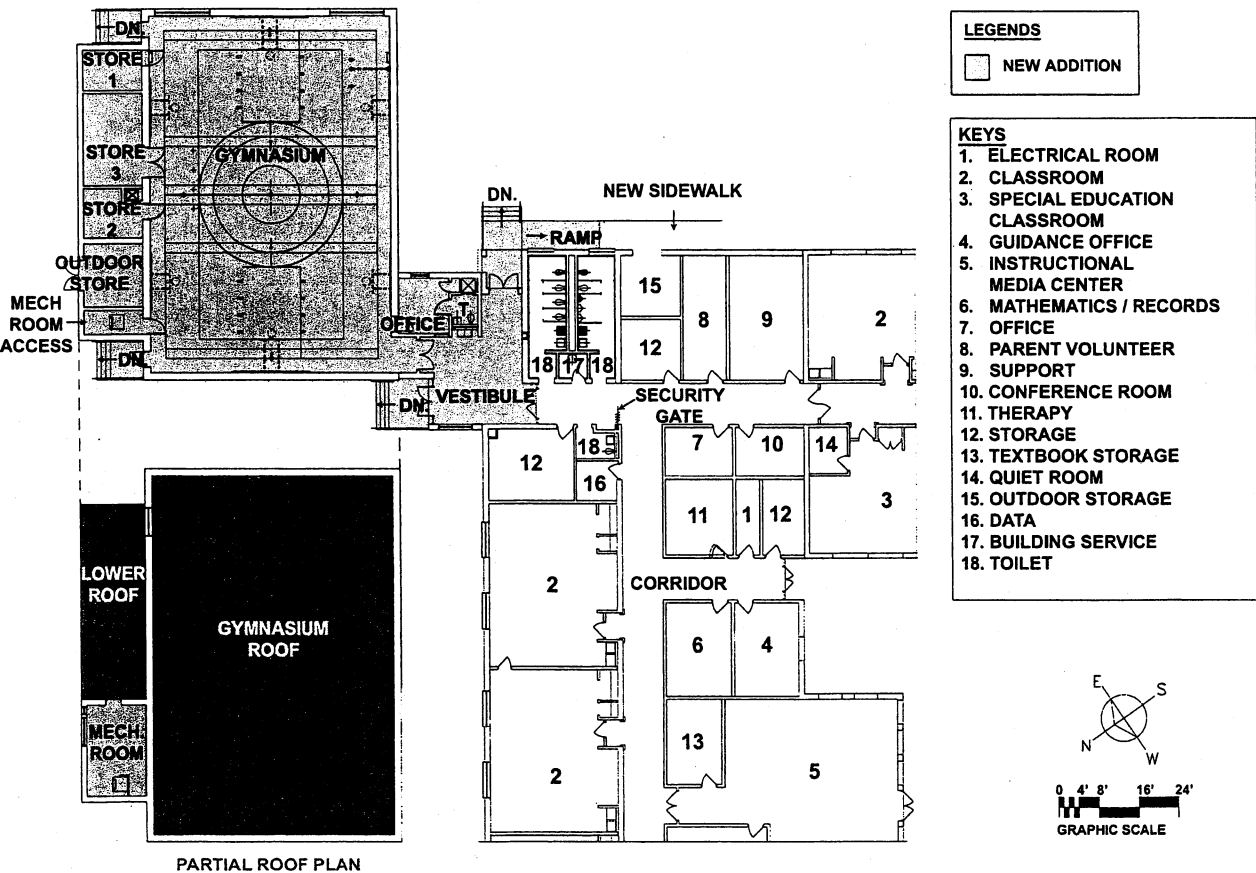 DN.
STORE
1
STORE
3
GYMNASIUM
STORE
2
OUTDOOR
STORE
MECH
ROOM
ACCESS
DN.
OFFICE
T
DN.
VESTIBULE
DN.
NEW SIDEWALK
RAMP
15
12
8
9
2
18
17
18
SECURITY
GATE
12
18
16
7
10
14
11
1
12
3
2
CORRIDOR
6
4
2
13
5
LOWER
ROOF
GYMNASIUM
ROOF
MECH.
ROOM
PARTIAL ROOF PLAN
LEGENDS
NEW ADDITION
KEYS
1. ELECTRICAL ROOM
2. CLASSROOM
3. SPECIAL EDUCATION
CLASSROOM
4. GUIDANCE OFFICE
5. INSTRUCTIONAL
MEDIA CENTER
6. MATHEMATICS / RECORDS
7. OFFICE
8. PARENT VOLUNTEER
9. SUPPORT
10. CONFERENCE ROOM
11. THERAPY
12. STORAGE
13. TEXTBOOK STORAGE
14. QUIET ROOM
15. OUTDOOR STORAGE
16. DATA
17. BUILDING SERVICE
18. TOILET
E
S
N
W
0 4' 8' 16' 24'
GRAPHIC SCALE